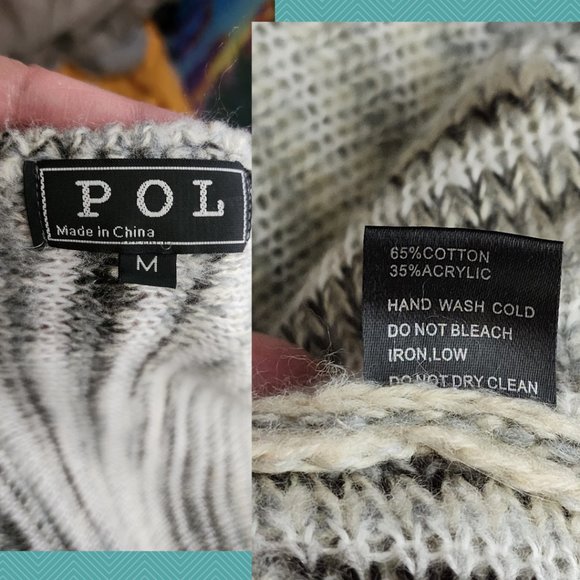 POL
Made in China
M
65%COTTON
35%ACRYLIC
HAND WASH COLD
DO NOT BLEACH
IRON,LOW
DO NOT DRY CLEAN